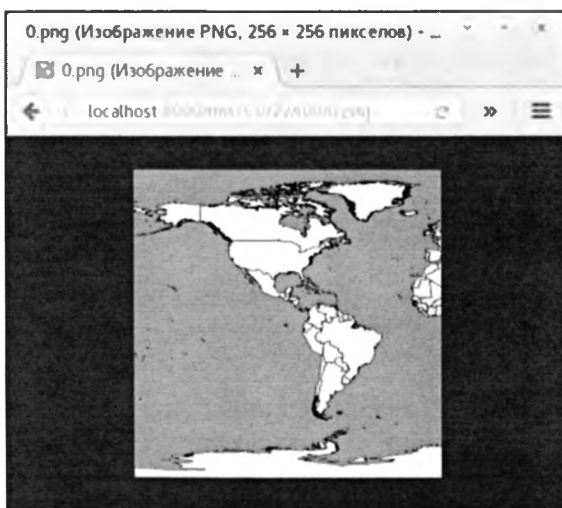 0.png (Изображение PNG, 256 × 256 пикселов) - ...
0.png (Изображение ... × +
localhost